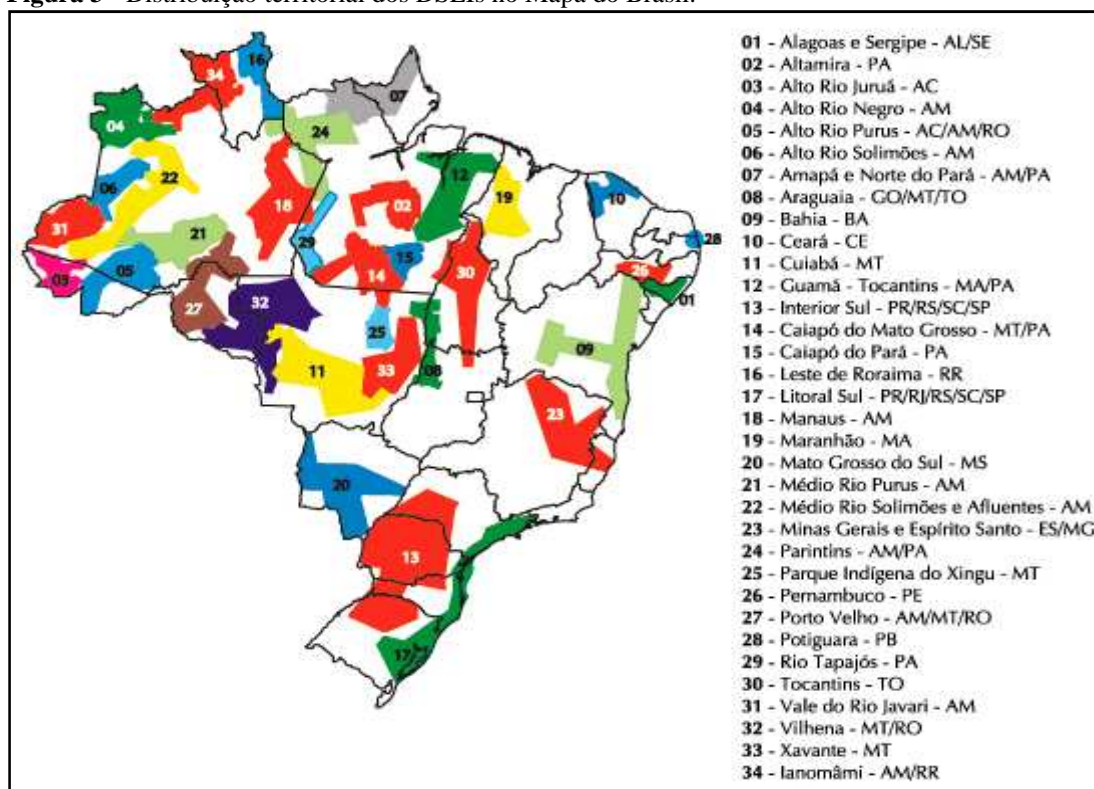 Figura 3 - Distribuição territorial dos DSEIs no Mapa do Brasil.
01 - Alagoas e Sergipe - AL/SE
02 - Altamira - PA
03 - Alto Rio Juruá - AC
04 - Alto Rio Negro - AM
05 - Alto Rio Purus - AC/AM/RO
06 - Alto Rio Solimões - AM
07 - Amapá e Norte do Pará - AM/PA
08 - Araguaia - GO/MT/TO
09 - Bahia - BA
10 - Ceará - CE
11 - Cuiabá - MT
12 - Guamá - Tocantins - MA/PA
13 - Interior Sul - PR/RS/SC/SP
14 - Caiapó do Mato Grosso - MT/PA
15 - Caiapó do Pará - PA
16 - Leste de Roraima - RR
17 - Litoral Sul - PR/RJ/RS/SC/SP
18 - Manaus - AM
19 - Maranhão - MA
20 - Mato Grosso do Sul - MS
21 - Médio Rio Purus - AM
22 - Médio Rio Solimões e Afluentes - AM
23 - Minas Gerais e Espírito Santo - ES/MG
24 - Parintins - AM/PA
25 - Parque Indígena do Xingu - MT
26 - Pernambuco - PE
27 - Porto Velho - AM/MT/RO
28 - Potiguara - PB
29 - Rio Tapajós - PA
30 - Tocantins - TO
31 - Vale do Rio Javari - AM
32 - Vilhena - MT/RO
33 - Xavante - MT
34 - Ianomâmi - AM/RR
16
34
07
04
24
12
22
06
19
10
18
02
31
28
21
29
15
03
05
14
30
26
01
27
32
25
09
11
33
08
23
20
13
17